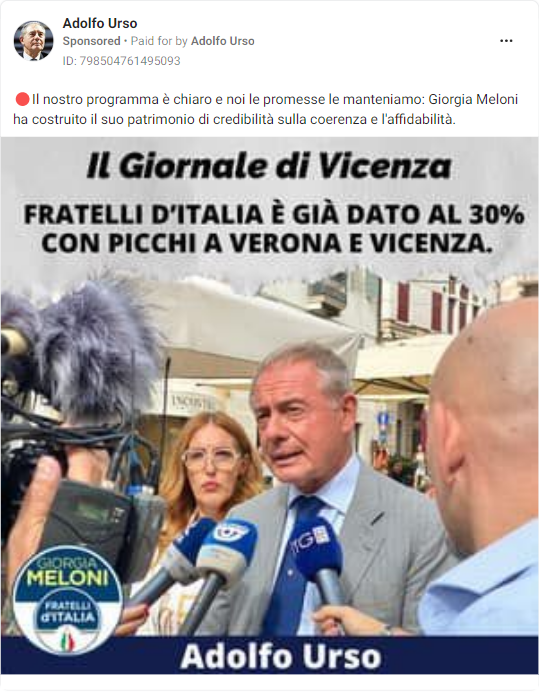 Adolfo Urso
Sponsored • Paid for by Adolfo Urso
ID: 798504761495093
🔴Il nostro programma è chiaro e noi le promesse le manteniamo: Giorgia Meloni
ha costruito il suo patrimonio di credibilità sulla coerenza e l'affidabilità.
Il Giornale di Vicenza
FRATELLI D'ITALIA È GIÀ DATO AL 30%
CON PICCHI A VERONA E VICENZA.
TG
GIORGIA
MELONI
FRATELLI
d'ITALIA
Adolfo Urso